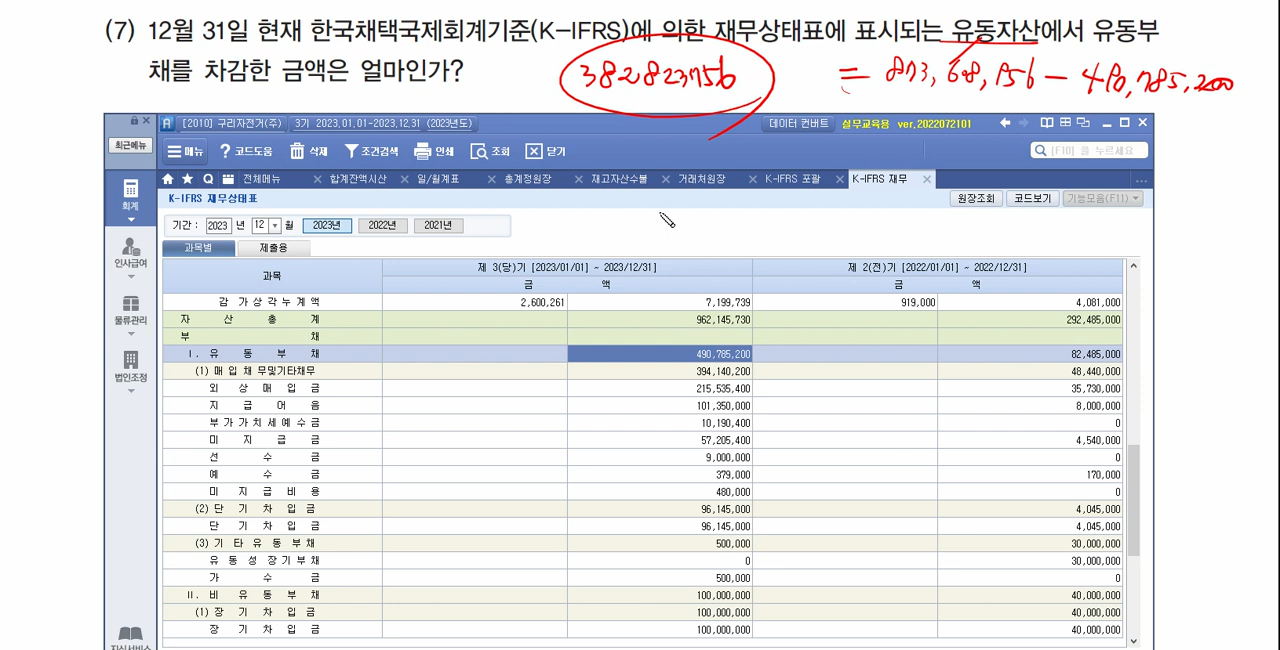 (7) 12월 31일 현재 한국채택국제회계기준(K-IFRS)에 의한 재무상태표에 표시되는 유동자산에서 유동부
채를 차감한 금액은 얼마인가?
382823756
최근메뉴
[2010] 구리자전거(주) 3기 2023.01.01-2023.12.31 (2023년도) 데이터 컨버트 실무교육용 ver.2022072101
메뉴 ? 코드도움 삭제 조건검색 인쇄 조회 닫기 [F10] 을 누르세요
전체메뉴 합계잔액시산 일/월계표 총계정원장 재고자산수불 거래처원장 K-IFRS 포괄 K-IFRS 재무
K-IFRS 재무상태표 원장조회 코드보기 기능모음(F11)
기간 : 2023 년 12 월 2023년 2022년 2021년
과목별 제출용
회계
인사급여
물류관리
법인조정
과목 제 3(당)기 [2023/01/01] ~ 2023/12/31] 제 2(전)기 [2022/01/01] ~ 2022/12/31]
금 액 금 액
감 가 상 각 누 계 액 2,600,261 7,199,739 919,000 4,081,000
자 산 총 계 962,145,730 292,485,000
부 채
Ⅰ. 유 동 부 채 490,785,200 82,485,000
(1) 매 입 채 무및기타채무 394,140,200 48,440,000
외 상 매 입 금 215,535,400 35,730,000
지 급 어 음 101,350,000 8,000,000
부 가 가 치 세 예 수 금 10,190,400 0
미 지 급 금 57,205,400 4,540,000
선 수 금 9,000,000 0
예 수 금 379,000 170,000
미 지 급 비 용 480,000 0
(2) 단 기 차 입 금 96,145,000 4,045,000
단 기 차 입 금 96,145,000 4,045,000
(3) 기 타 유 동 부 채 500,000 30,000,000
유 동 성 장 기 부 채 0 30,000,000
가 수 금 500,000 0
Ⅱ. 비 유 동 부 채 100,000,000 40,000,000
(1) 장 기 차 입 금 100,000,000 40,000,000
장 기 차 입 금 100,000,000 40,000,000